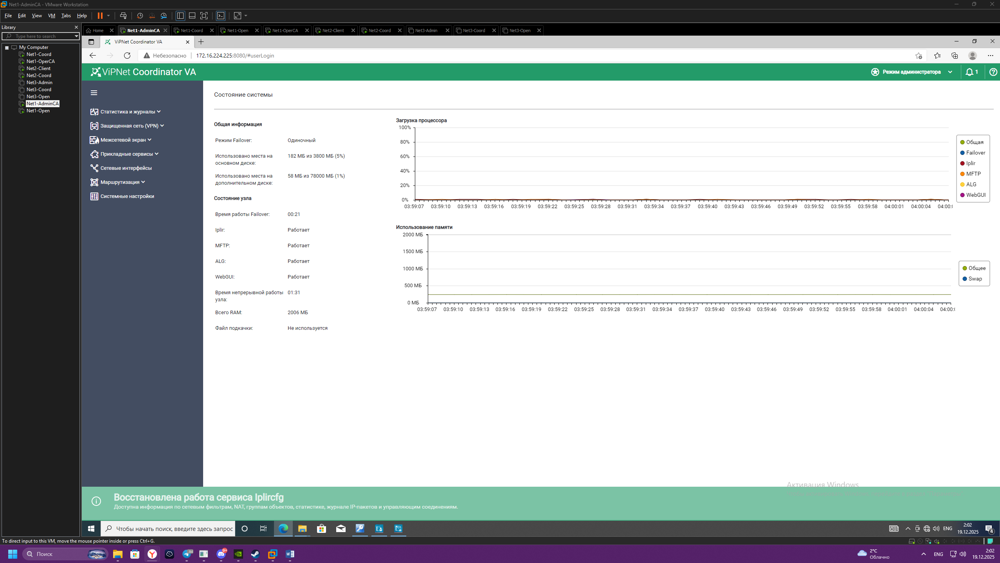 Net1-AdminCA - VMware Workstation
File Edit View VM Tabs Help
Library
Type here to search
My Computer
Net1-Coord
Net1-OperCA
Net2-Client
Net2-Coord
Net3-Admin
Net3-Coord
Net3-Open
Net1-AdminCA
Net1-Open
Home Net1-AdminCA Net1-Coord Net1-Open Net1-OperCA Net2-Client Net2-Coord Net3-Admin Net3-Coord Net3-Open
ViPNet Coordinator VA
Небезопасно 172.16.224.225:8080/#userLogin
ViPNet Coordinator VA
Режим администратора 1
Статистика и журналы
Защищенная сеть (VPN)
Межсетевой экран
Прикладные сервисы
Сетевые интерфейсы
Маршрутизация
Системные настройки
Состояние системы
Общая информация
Режим Failover: Одиночный
Использовано места на основном диске: 182 МБ из 3800 МБ (5%)
Использовано места на дополнительном диске: 58 МБ из 78000 МБ (1%)
Состояние узла
Время работы Failover: 00:21
Iplir: Работает
MFTP: Работает
ALG: Работает
WebGUI: Работает
Время непрерывной работы узла: 01:31
Всего RAM: 2006 МБ
Файл подкачки: Не используется
Загрузка процессора
100%
80%
60%
40%
20%
0%
03:59:07 03:59:10 03:59:13 03:59:16 03:59:19 03:59:22 03:59:25 03:59:28 03:59:31 03:59:34 03:59:37 03:59:40 03:59:43 03:59:46 03:59:49 03:59:52 03:59:55 03:59:58 04:00:01 04:00:04 04:00:
Общая
Failover
Iplir
MFTP
ALG
WebGUI
Использование памяти
2000 МБ
1500 МБ
1000 МБ
500 МБ
0 МБ
03:59:07 03:59:10 03:59:13 03:59:16 03:59:19 03:59:22 03:59:25 03:59:28 03:59:31 03:59:34 03:59:37 03:59:40 03:59:43 03:59:46 03:59:49 03:59:52 03:59:55 03:59:58 04:00:01 04:00:04 04:00:
Общее
Swap
Активация Windows
Восстановлена работа сервиса Iplircfg
Доступна информация по сетевым фильтрам, NAT, группам объектов, статистике, журнале IP-пакетов и управляющим соединениям.
Чтобы начать поиск, введите здесь запрос
ENG
2:02
19.12.2025
4
To direct input to this VM, move the mouse pointer inside or press Ctrl+G.
Поиск
94
9+
2°C
Облачно
ENG
2:02
19.12.2025